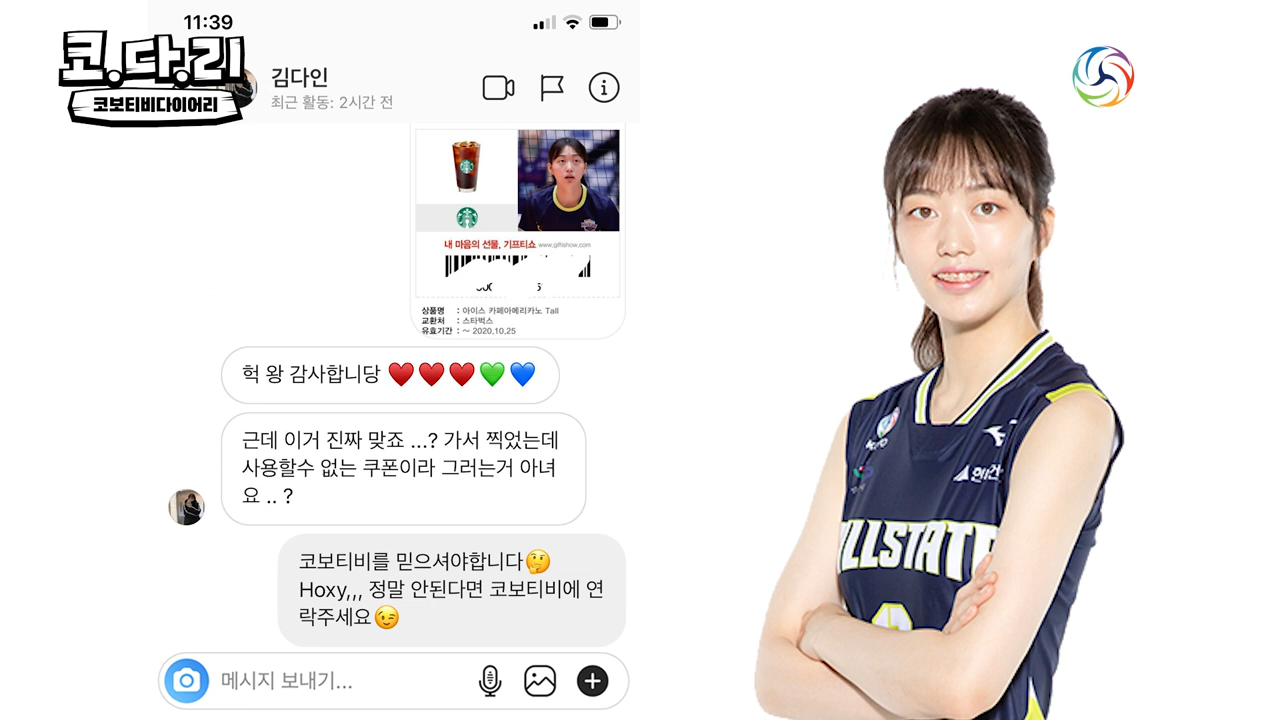 11:39
코.다.리
코보티비다이어리
김다인
최근 활동: 2시간 전
내 마음의 선물, 기프티쇼 www.giftishow.com
상품명 : 아이스 카페아메리카노 Tall
교환처 : 스타벅스
유효기간 : ~ 2020.10.25
헉 왕 감사합니당 ❤️❤️❤️💚💙
근데 이거 진짜 맞죠 ...? 가서 찍었는데
사용할수 없는 쿠폰이라 그러는거 아녀
요 .. ?
코보티비를 믿으셔야합니다🤔
Hoxy,,, 정말 안된다면 코보티비에 연
락주세요😉
메시지 보내기...
KOVO
현대건
ILLSTATE